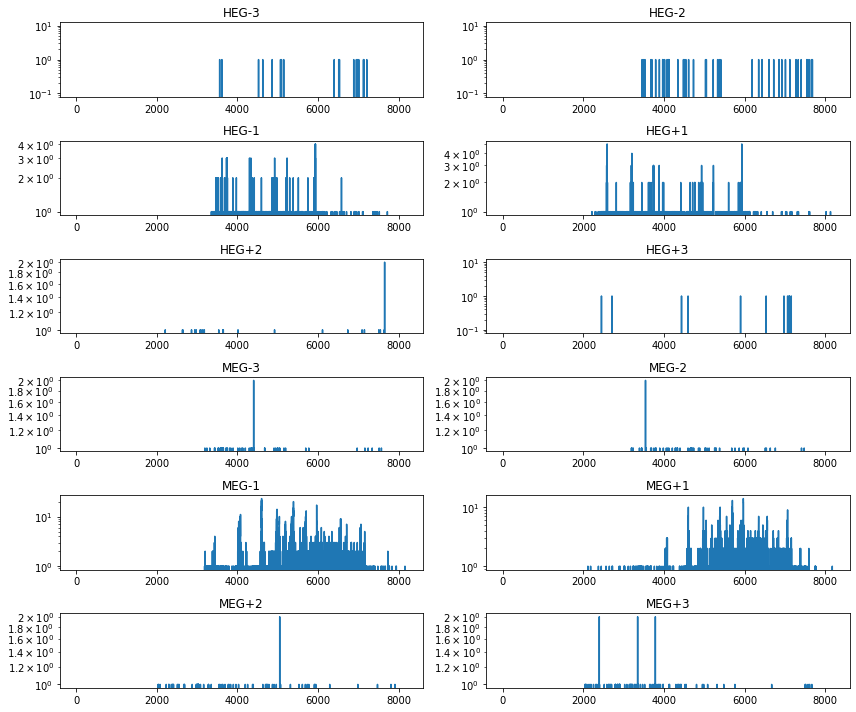 HEG-3 HEG-2
10¹ 10¹
10⁰ 10⁰
10⁻¹ 10⁻¹
0 2000 4000 6000 8000 0 2000 4000 6000 8000
HEG-1 HEG+1
4 × 10⁰ 4 × 10⁰
3 × 10⁰ 3 × 10⁰
2 × 10⁰ 2 × 10⁰
10⁰ 10⁰
0 2000 4000 6000 8000 0 2000 4000 6000 8000
HEG+2 HEG+3
2 × 10⁰ 10¹
1.8 × 10⁰
1.6 × 10⁰
1.4 × 10⁰ 10⁰
1.2 × 10⁰
10⁰ 10⁻¹
0 2000 4000 6000 8000 0 2000 4000 6000 8000
MEG-3 MEG-2
2 × 10⁰ 2 × 10⁰
1.8 × 10⁰ 1.8 × 10⁰
1.6 × 10⁰ 1.6 × 10⁰
1.4 × 10⁰ 1.4 × 10⁰
1.2 × 10⁰ 1.2 × 10⁰
10⁰ 10⁰
0 2000 4000 6000 8000 0 2000 4000 6000 8000
MEG-1 MEG+1
10¹ 10¹
10⁰ 10⁰
0 2000 4000 6000 8000 0 2000 4000 6000 8000
MEG+2 MEG+3
2 × 10⁰ 2 × 10⁰
1.8 × 10⁰ 1.8 × 10⁰
1.6 × 10⁰ 1.6 × 10⁰
1.4 × 10⁰ 1.4 × 10⁰
1.2 × 10⁰ 1.2 × 10⁰
10⁰ 10⁰
0 2000 4000 6000 8000 0 2000 4000 6000 8000